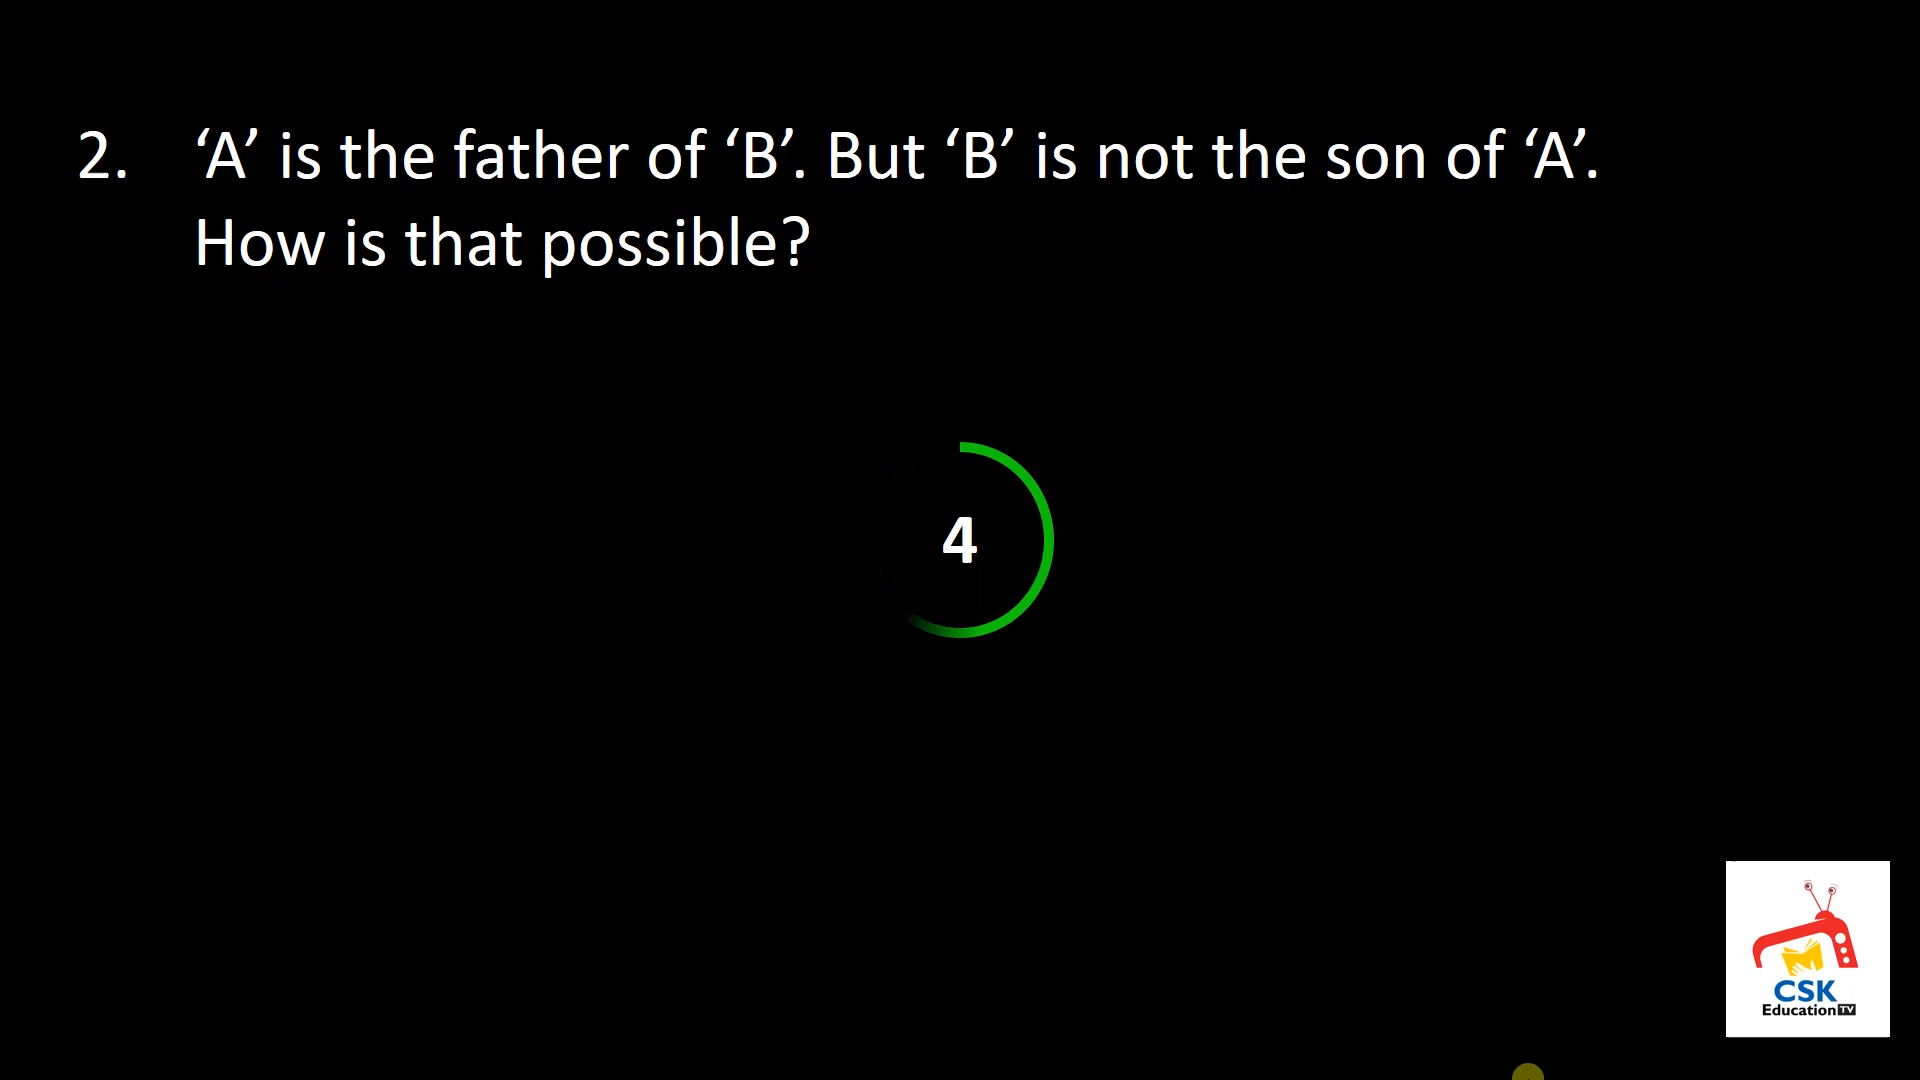 2. ‘A’ is the father of ‘B’. But ‘B’ is not the son of ‘A’.
How is that possible?
4
CSK
Education TV